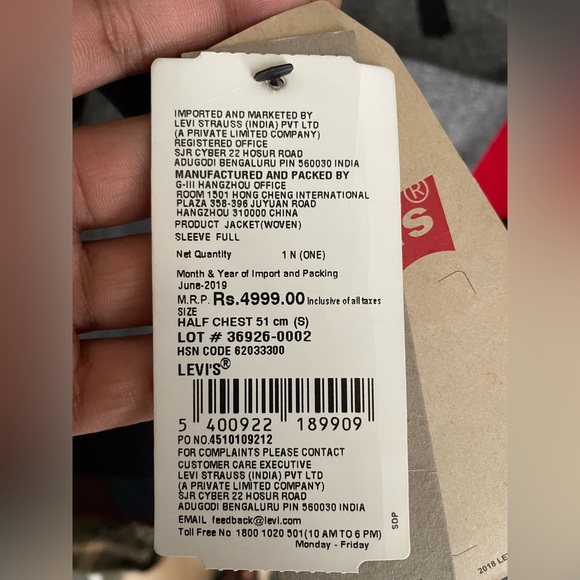 IMPORTED AND MARKETED BY
LEVI STRAUSS (INDIA) PVT LTD
(A PRIVATE LIMITED COMPANY)
REGISTERED OFFICE
SJR CYBER 22 HOSUR ROAD
ADUGODI BENGALURU PIN 560030 INDIA
MANUFACTURED AND PACKED BY
G-III HANGZHOU OFFICE
ROOM 1501 HONG CHENG INTERNATIONAL
PLAZA 358-396 JUYUAN ROAD
HANGZHOU 310000 CHINA
PRODUCT JACKET(WOVEN)
SLEEVE FULL
Net Quantity 1 N (ONE)
Month & Year of Import and Packing
June-2019
M.R.P. Rs.4999.00 Inclusive of all taxes
SIZE
HALF CHEST 51 cm (S)
LOT # 36926-0002
HSN CODE 62033300
LEVI'S®
5 400922 189909
PO NO.4510109212
FOR COMPLAINTS PLEASE CONTACT
CUSTOMER CARE EXECUTIVE
LEVI STRAUSS (INDIA) PVT LTD
(A PRIVATE LIMITED COMPANY)
SJR CYBER 22 HOSUR ROAD
ADUGODI BENGALURU PIN 560030 INDIA
EMAIL feedback@levi.com
Toll Free No 1800 1020 501(10 AM TO 6 PM)
Monday - Friday
SDP
'S®
2018 LE